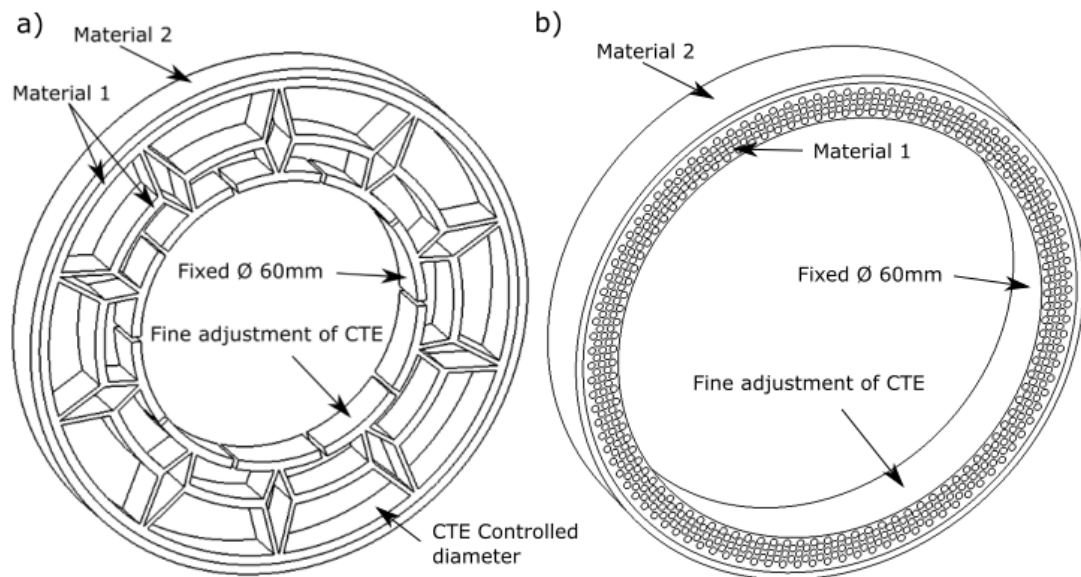 a)
Material 2
Material 1
Fixed Ø 60mm
Fine adjustment of CTE
CTE Controlled
diameter
b)
Material 2
Material 1
Fixed Ø 60mm
Fine adjustment of CTE